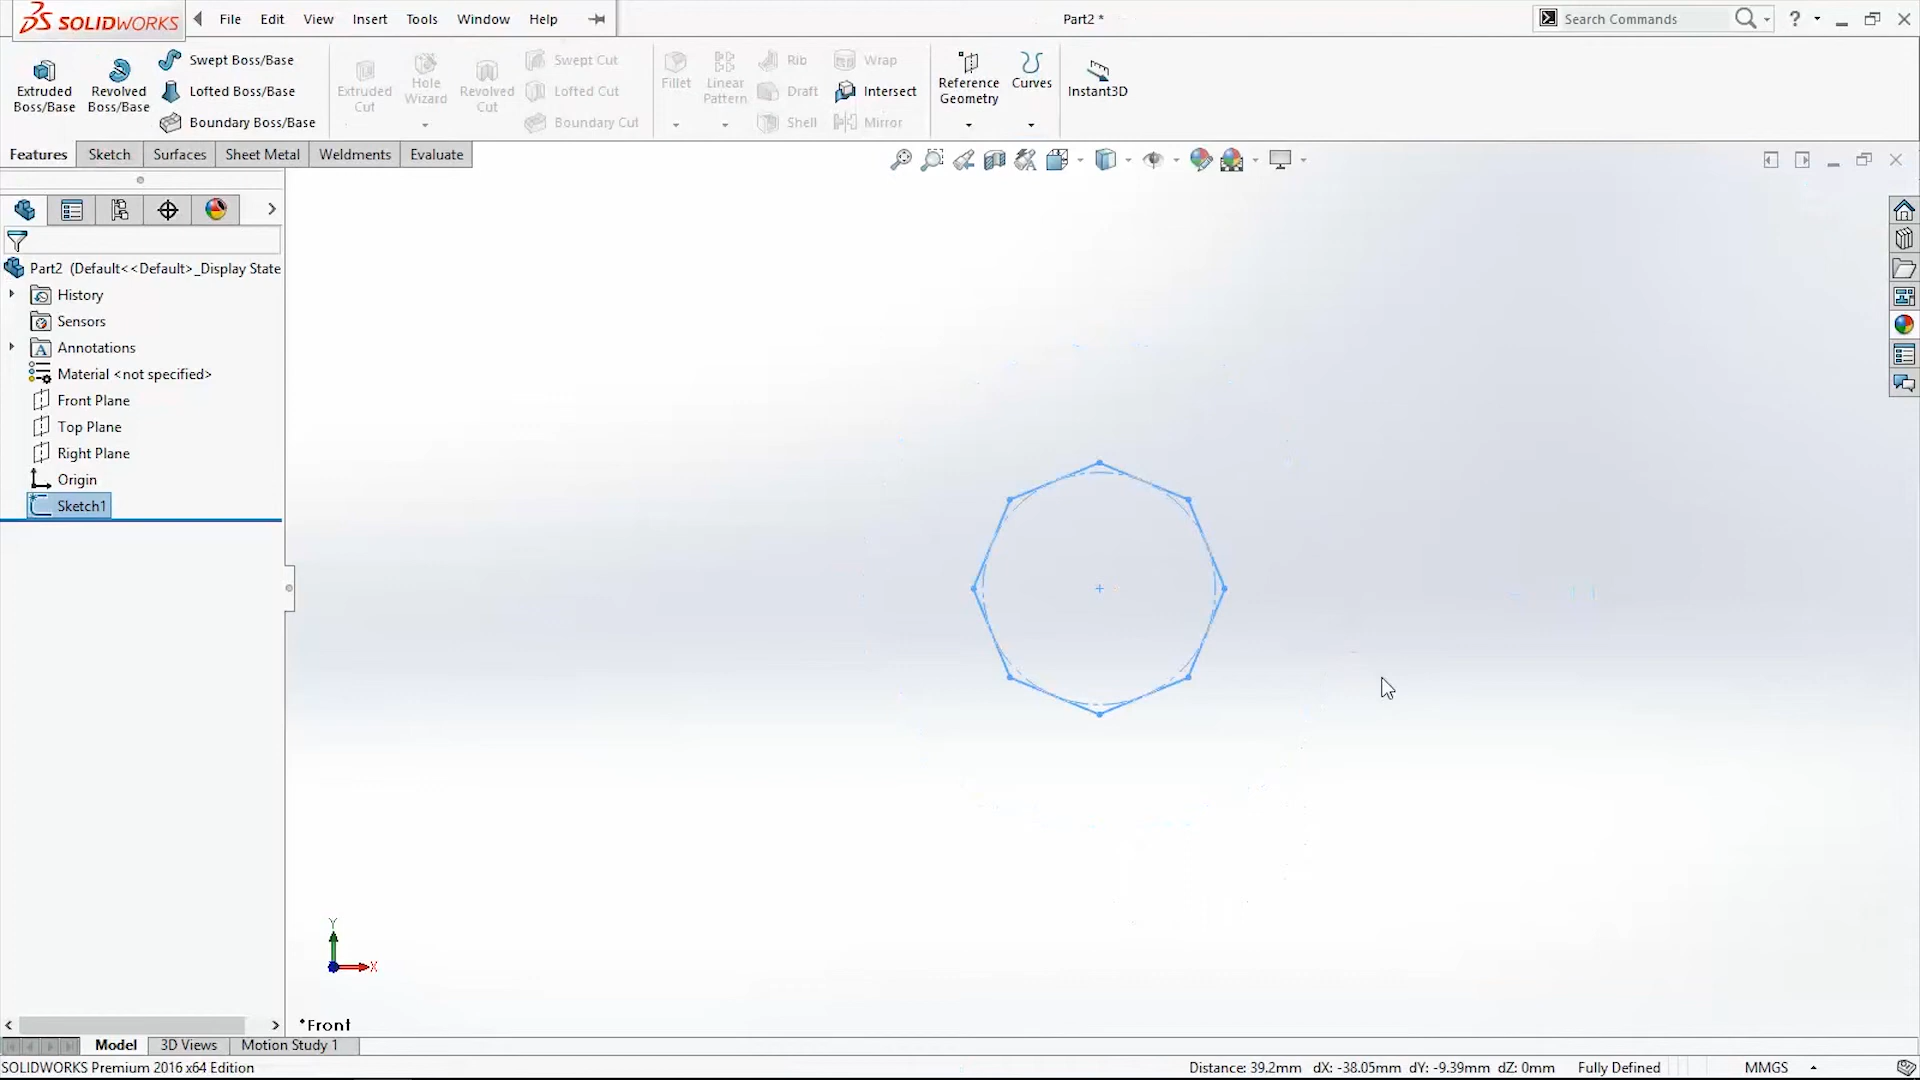 SOLIDWORKS File Edit View Insert Tools Window Help Part2 * Search Commands ?
Extruded Boss/Base
Revolved Boss/Base
Swept Boss/Base
Lofted Boss/Base
Boundary Boss/Base
Extruded Cut
Hole Wizard
Revolved Cut
Swept Cut
Lofted Cut
Boundary Cut
Fillet
Linear Pattern
Rib
Draft
Shell
Wrap
Intersect
Mirror
Reference Geometry
Curves
Instant3D
Features Sketch Surfaces Sheet Metal Weldments Evaluate
Part2 (Default<<Default>_Display State
History
Sensors
A Annotations
Material <not specified>
Front Plane
Top Plane
Right Plane
Origin
Sketch1
Y
X
*Front
Model 3D Views Motion Study 1
SOLIDWORKS Premium 2016 x64 Edition Distance: 39.2mm dX: -38.05mm dY: -9.39mm dZ: 0mm Fully Defined MMGS